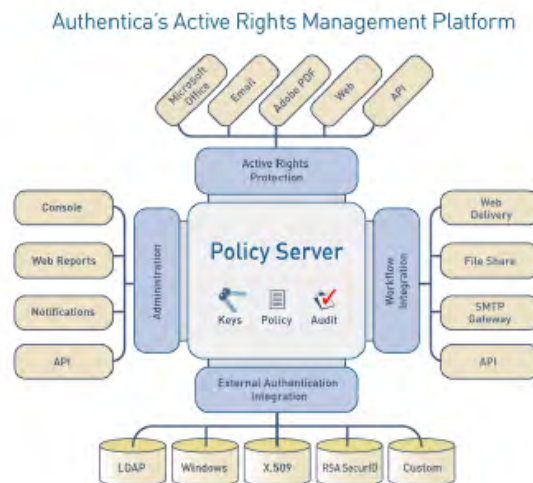 Authentica's Active Rights Management Platform
Microsoft
Office
Email
Adobe PDF
Web
API
Active Rights
Protection
Console
Web Reports
Notifications
API
Administration
Policy Server
Keys
Policy
Audit
Workflow
Integration
Web
Delivery
File Share
SMTP
Gateway
API
External Authentication
Integration
LDAP
Windows
X.509
RSA SecurID
Custom